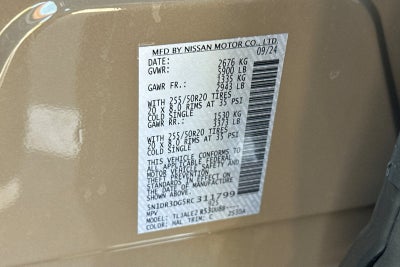 MFD BY NISSAN MOTOR CO., LTD.
DATE: 09/24
GVWR: 2676 KG
5900 LB
GAWR FR.: 1335 KG
2943 LB
WITH 255/50R20 TIRES
20 x 8.0 RIMS AT 35 PSI
COLD SINGLE
GAWR RR.: 1530 KG
3373 LB
WITH 255/50R20 TIRES
20 x 8.0 RIMS AT 35 PSI
COLD SINGLE
THIS VEHICLE CONFORMS TO
ALL APPLICABLE FEDERAL
MOTOR VEHICLE SAFETY
STANDARDS IN EFFECT ON
THE DATE OF MANUFACTURE
SHOWN ABOVE.
5N1DR3DG5RC311799
MPV
COLOR: TRIM: C